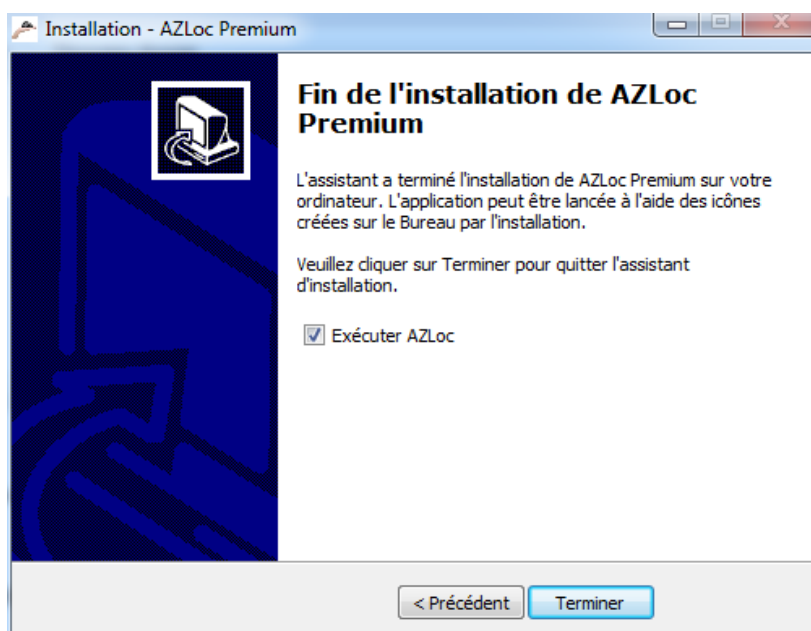 Installation - AZLoc Premium
Fin de l'installation de AZLoc
Premium
L'assistant a terminé l'installation de AZLoc Premium sur votre
ordinateur. L'application peut être lancée à l'aide des icônes
créées sur le Bureau par l'installation.
Veuillez cliquer sur Terminer pour quitter l'assistant
d'installation.
Exécuter AZLoc
< Précédent
Terminer